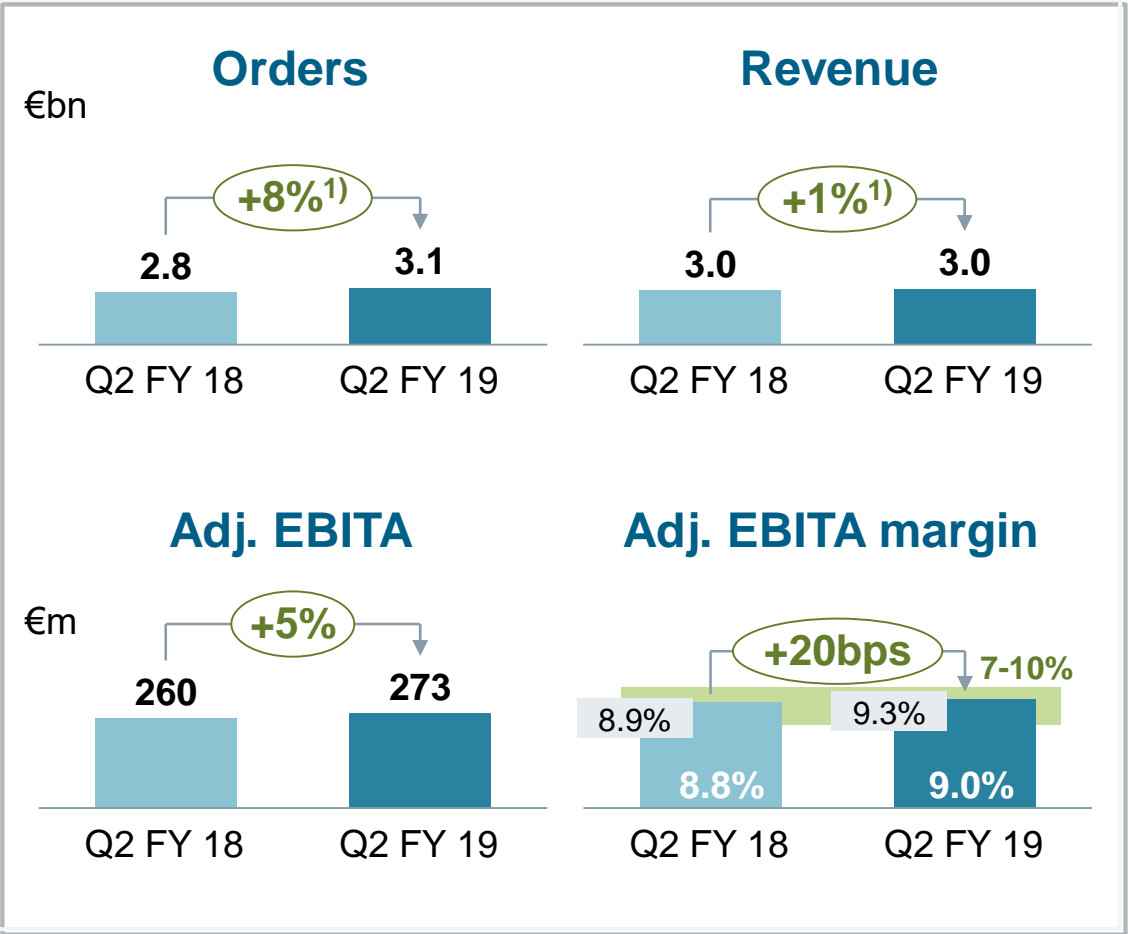 Orders
€bn
+8%1)
2.8
3.1
Q2 FY 18
Q2 FY 19
Revenue
+1%1)
3.0
3.0
Q2 FY 18
Q2 FY 19
Adj. EBITA
€m
+5%
260
273
Q2 FY 18
Q2 FY 19
Adj. EBITA margin
+20bps
7-10%
8.9%
9.3%
8.8%
9.0%
Q2 FY 18
Q2 FY 19